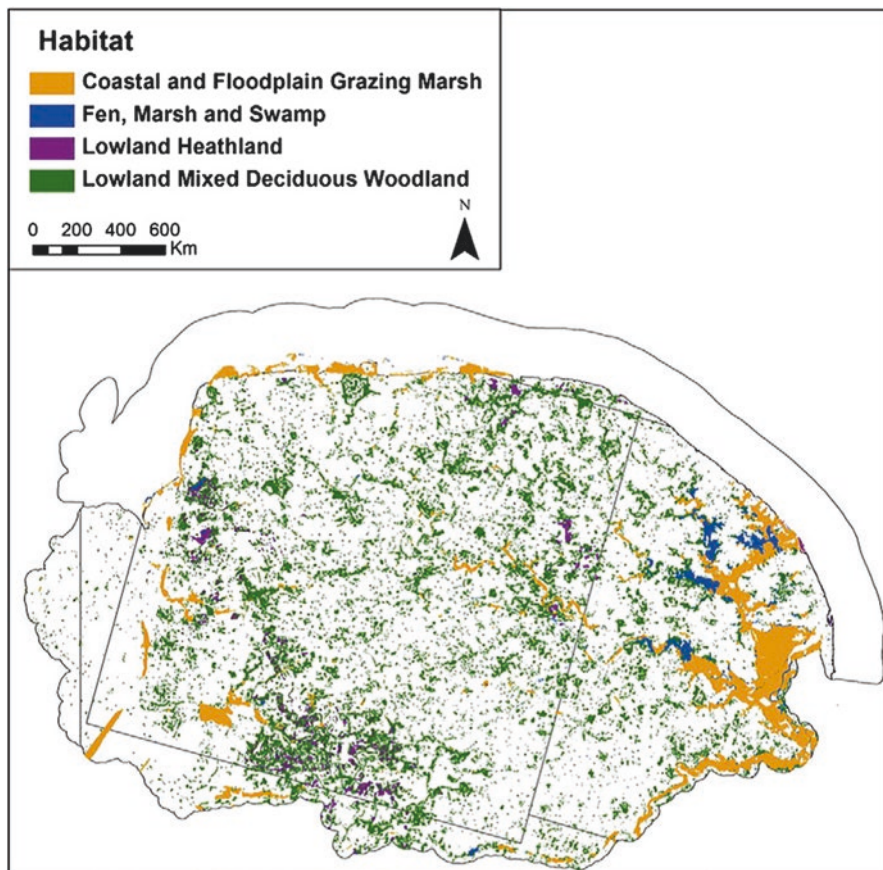 Habitat
Coastal and Floodplain Grazing Marsh
Fen, Marsh and Swamp
Lowland Heathland
Lowland Mixed Deciduous Woodland
N
0 200 400 600
Km